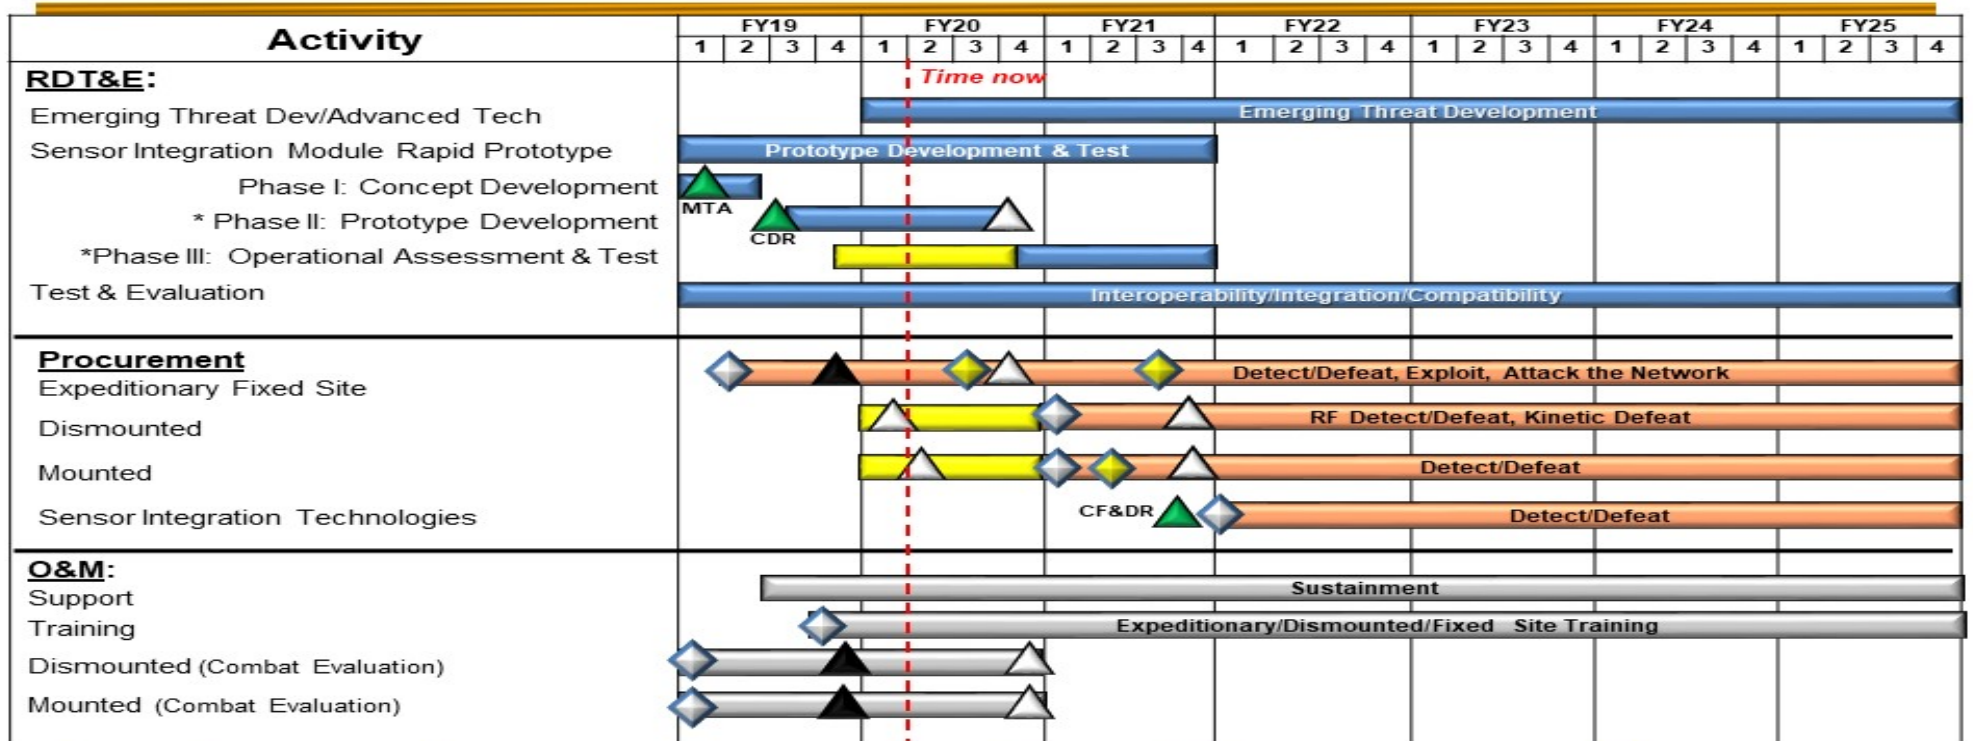 Activity
FY19 FY20 FY21 FY22 FY23 FY24 FY25
1 2 3 4 1 2 3 4 1 2 3 4 1 2 3 4 1 2 3 4 1 2 3 4 1 2 3 4
RDT&E:
Time now
Emerging Threat Dev/Advanced Tech
Emerging Threat Development
Sensor Integration Module Rapid Prototype
Prototype Development & Test
Phase I: Concept Development
MTA
* Phase II: Prototype Development
CDR
*Phase III: Operational Assessment & Test
Test & Evaluation
Interoperability/Integration/Compatibility
Procurement
Expeditionary Fixed Site
Detect/Defeat, Exploit, Attack the Network
Dismounted
RF Detect/Defeat, Kinetic Defeat
Mounted
Detect/Defeat
Sensor Integration Technologies
CF&DR
Detect/Defeat
O&M:
Support
Sustainment
Training
Expeditionary/Dismounted/Fixed Site Training
Dismounted (Combat Evaluation)
Mounted (Combat Evaluation)